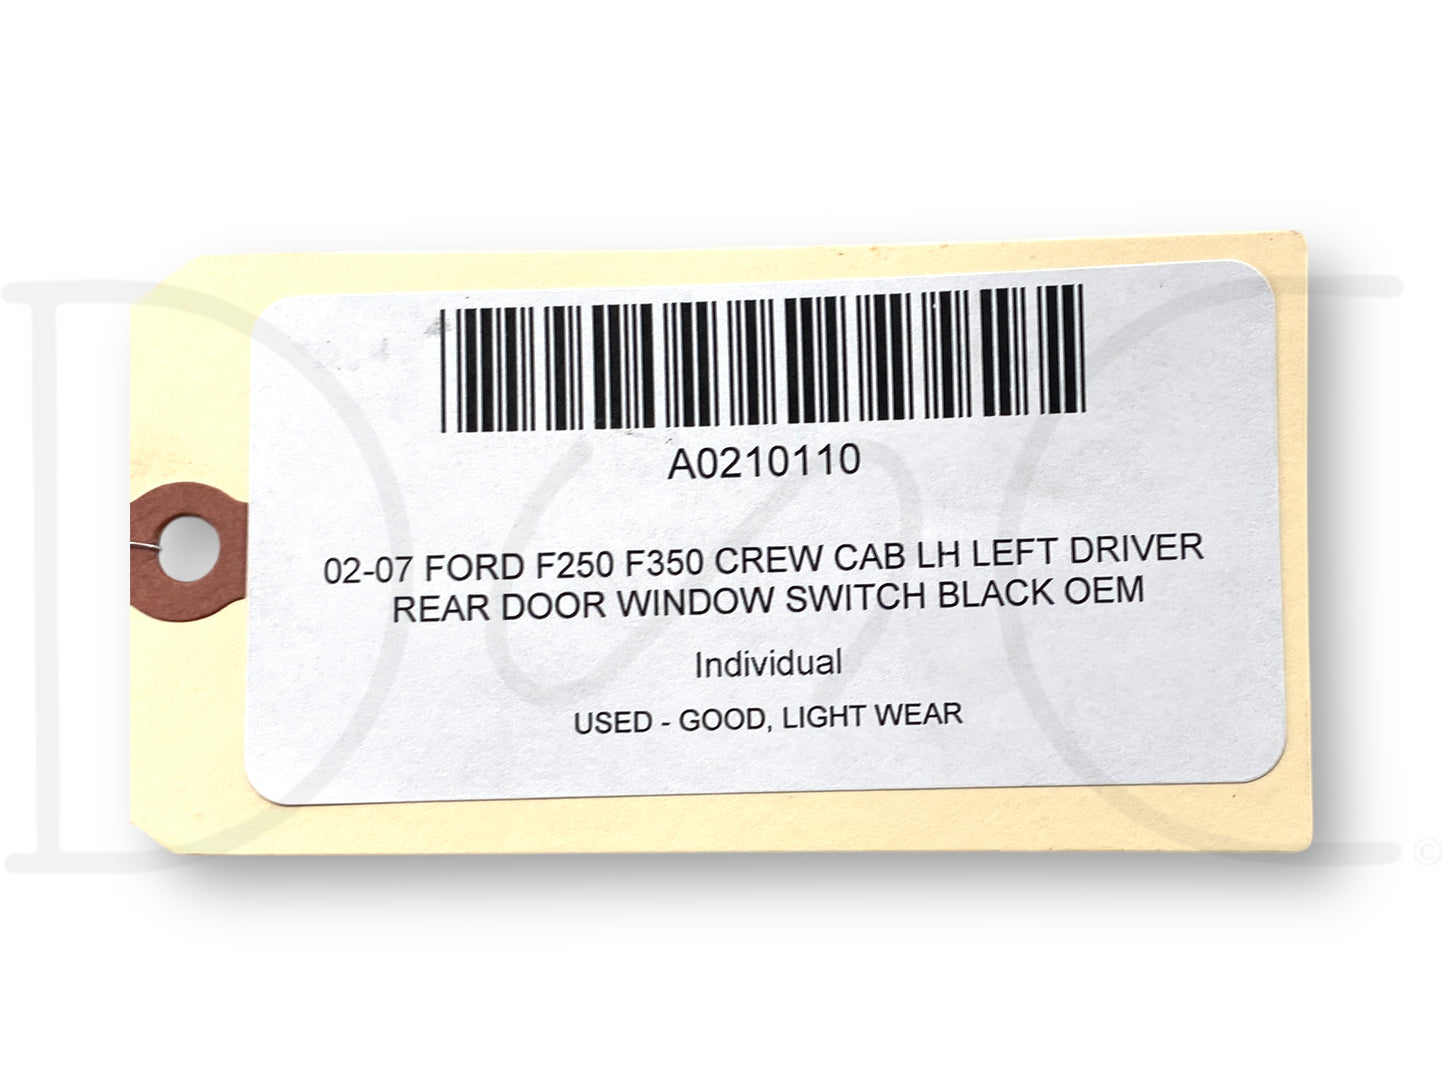 A0210110
02-07 FORD F250 F350 CREW CAB LH LEFT DRIVER
REAR DOOR WINDOW SWITCH BLACK OEM
Individual
USED - GOOD, LIGHT WEAR
©